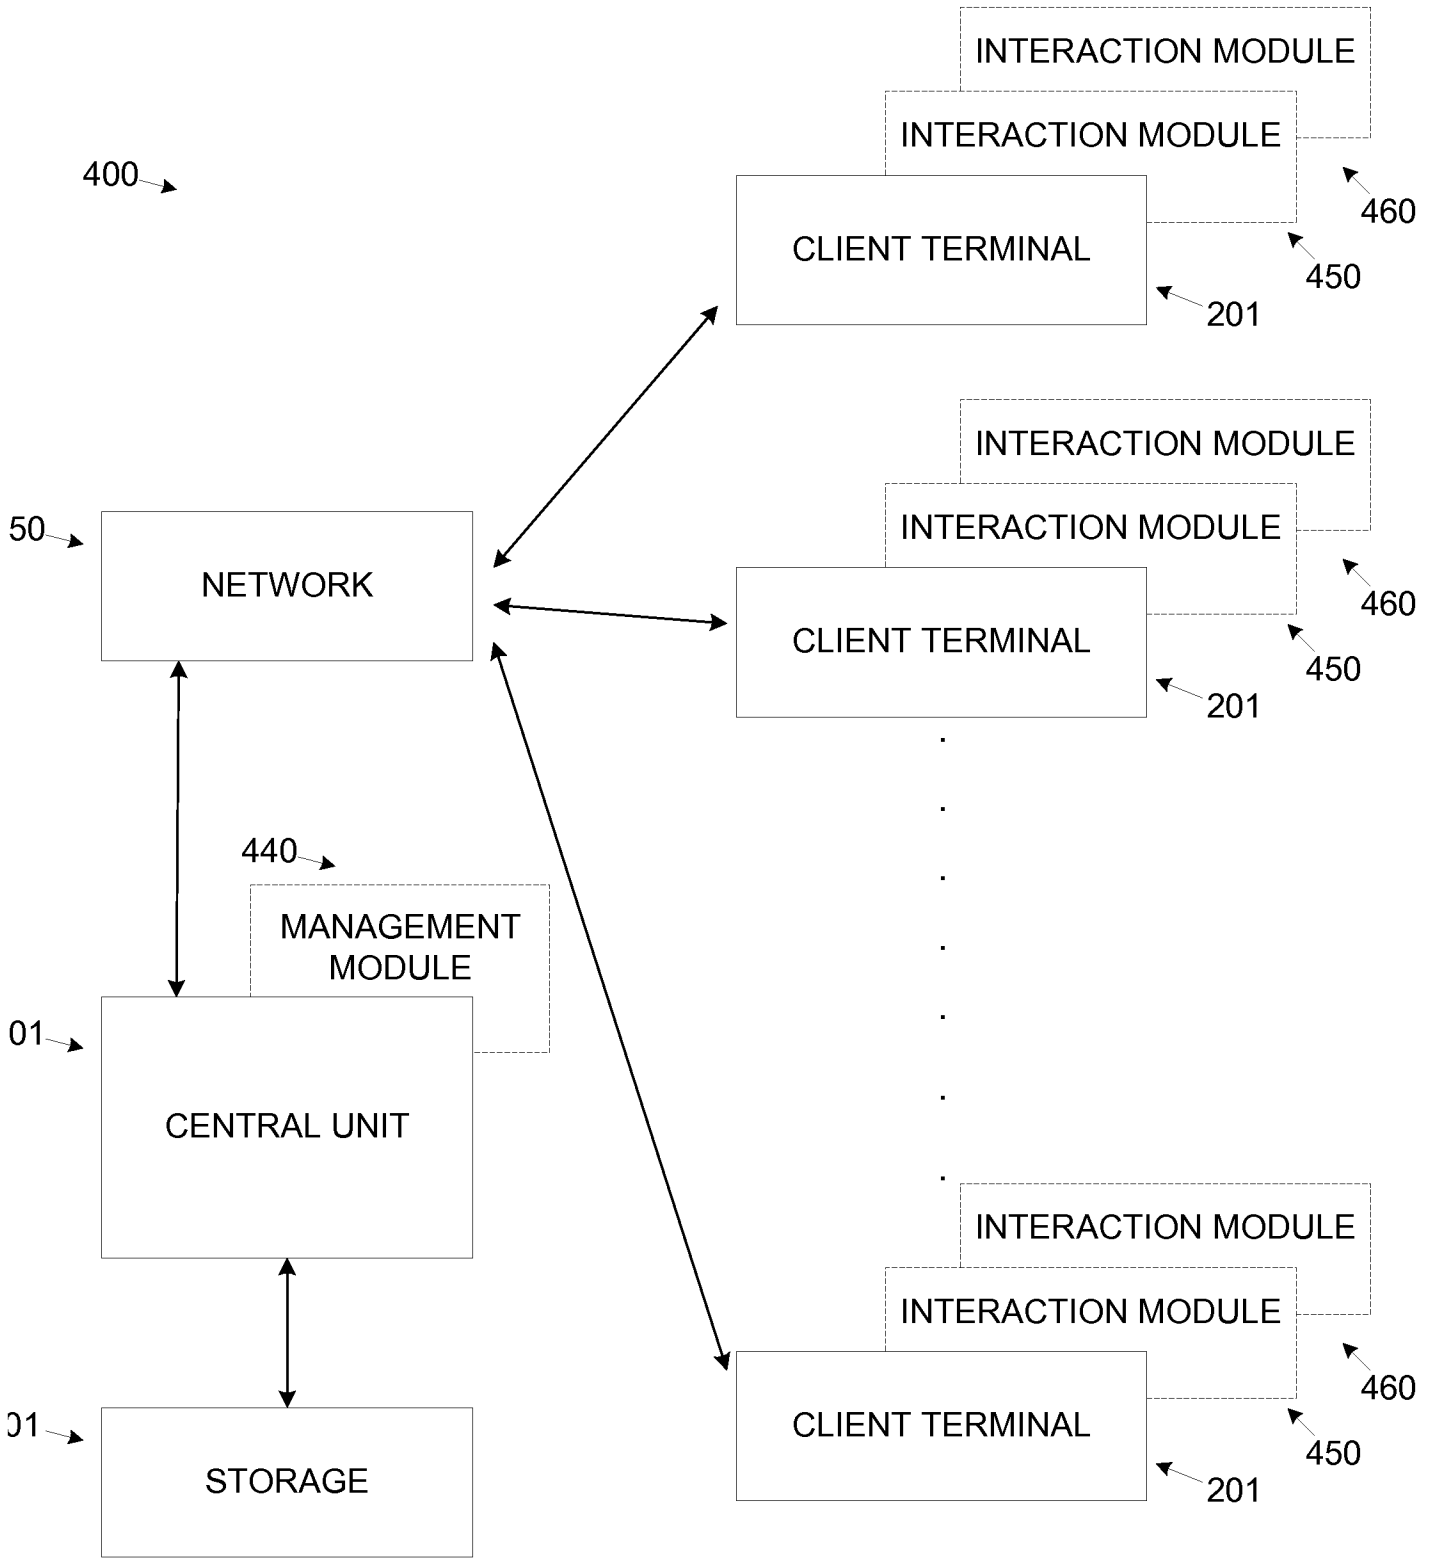 INTERACTION MODULE
INTERACTION MODULE
400
460
CLIENT TERMINAL
450
201
INTERACTION MODULE
50
INTERACTION MODULE
NETWORK
460
CLIENT TERMINAL
450
201
440
MANAGEMENT
MODULE
01
CENTRAL UNIT
INTERACTION MODULE
INTERACTION MODULE
460
01
CLIENT TERMINAL
450
STORAGE
201